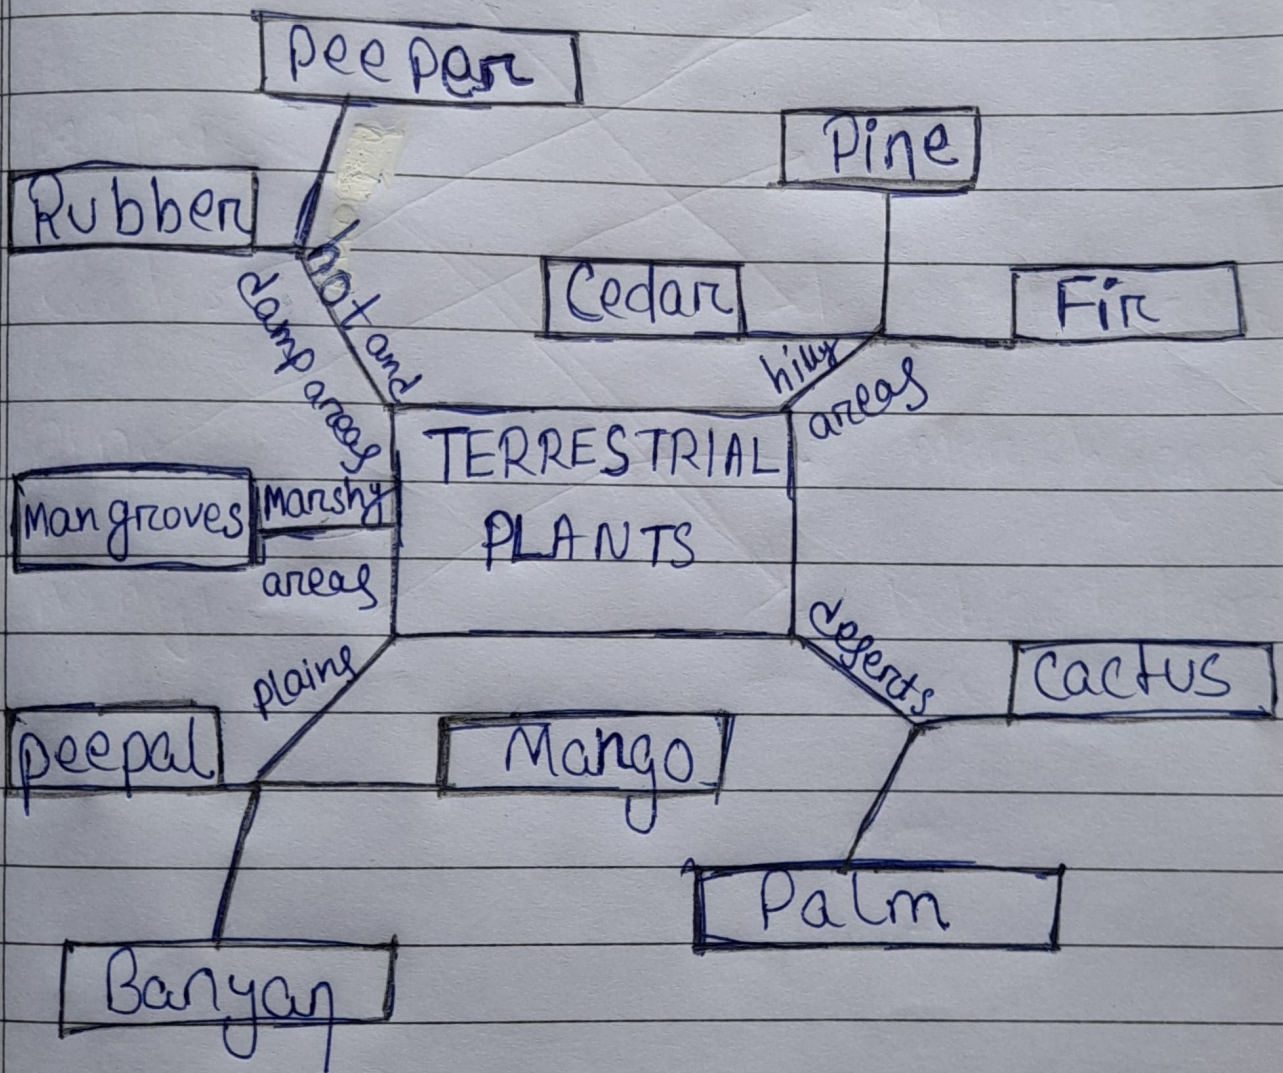 Peepar
Pine
Rubber
Cedar
Fir
hot and
damp areas
hilly
areas
TERRESTRIAL
PLANTS
Mangroves
Marshy
areas
plains
deserts
Cactus
peepal
Mango
Palm
Banyan